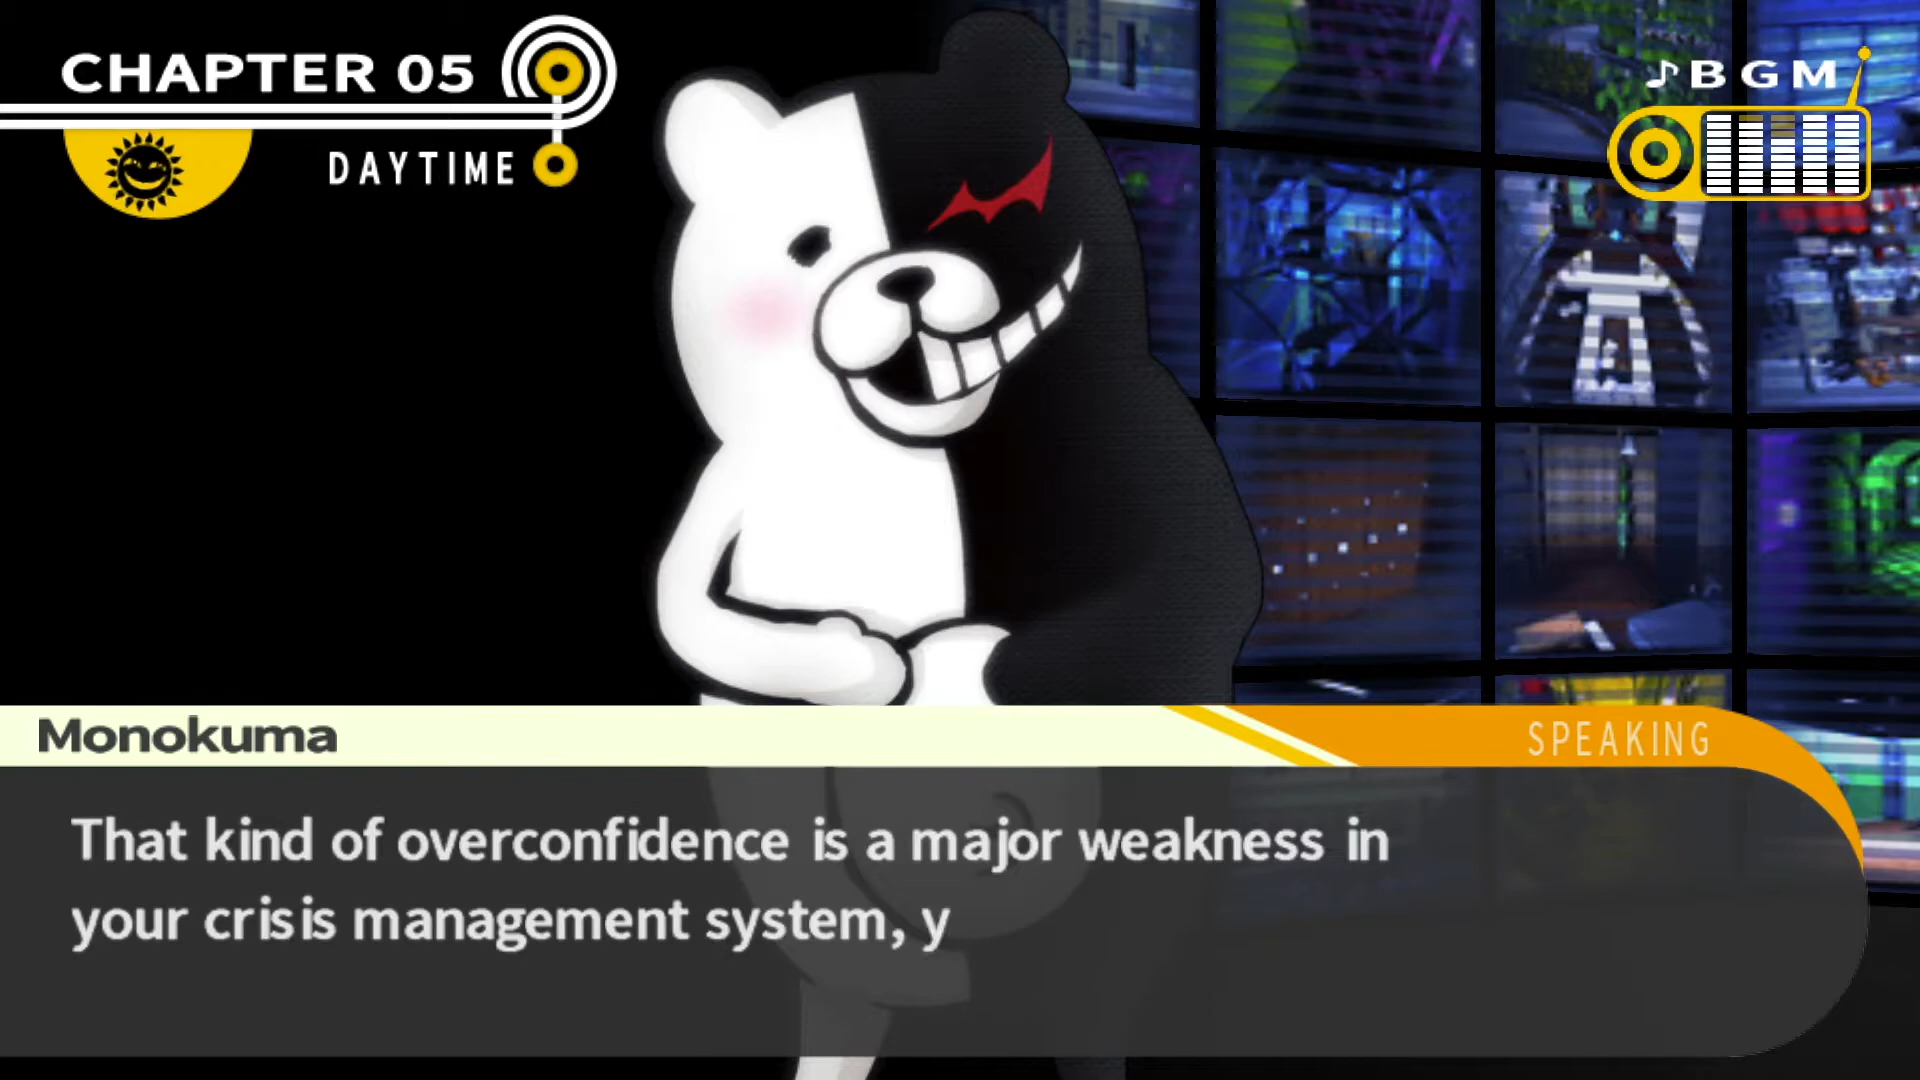 CHAPTER 05
♪BGM
DAYTIME
Monokuma
SPEAKING
That kind of overconfidence is a major weakness in
your crisis management system, y